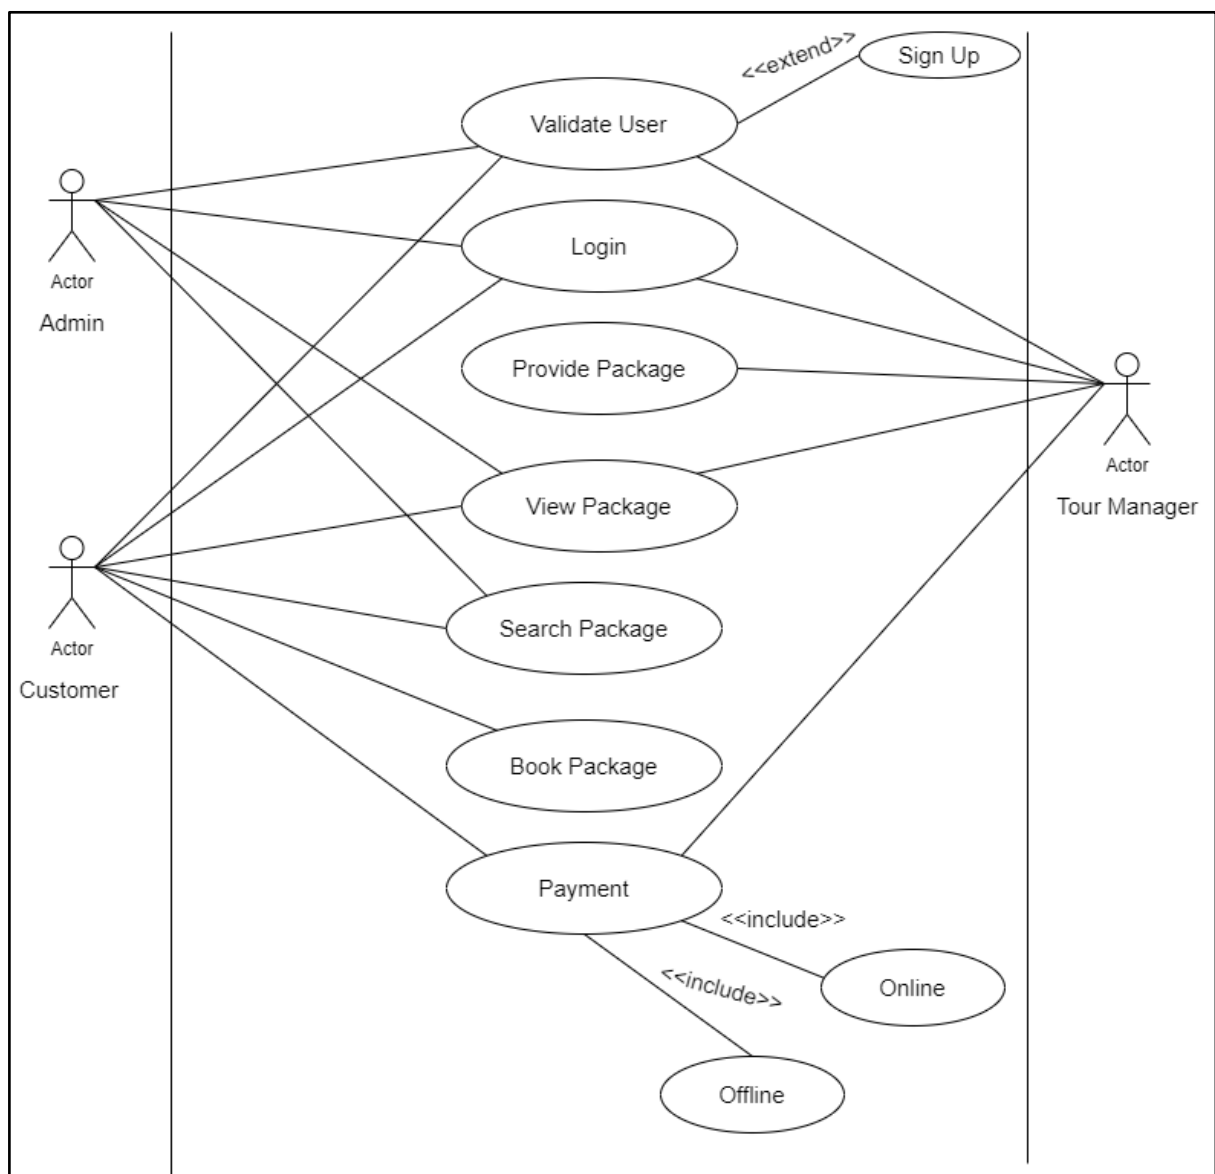 <<extend>>
Sign Up
Validate User
Login
Actor
Admin
Provide Package
Actor
Tour Manager
View Package
Search Package
Actor
Customer
Book Package
Payment
<<include>>
<<include>>
Online
Offline